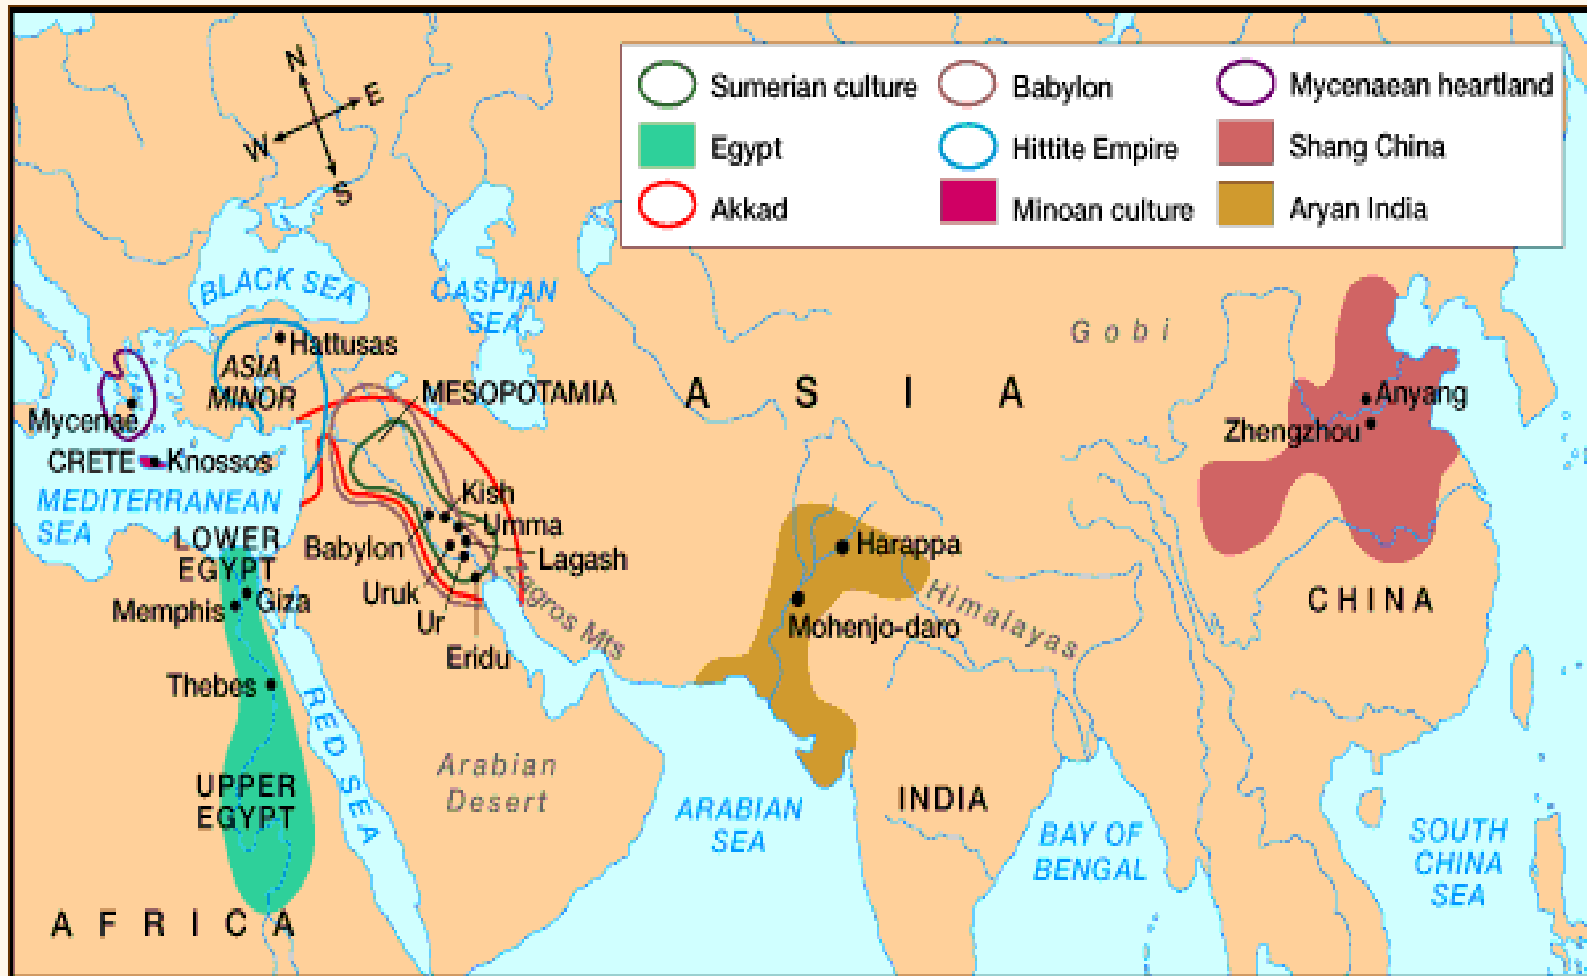 N
E
W
S
Sumerian culture
Egypt
Akkad
Babylon
Hittite Empire
Minoan culture
Mycenaean heartland
Shang China
Aryan India
BLACK SEA
CASPIAN
SEA
Gobi
Hattusas
ASIA
MINOR
MESOPOTAMIA
ASIA
Mycenae
CRETE
Knossos
Anyang
Zhengzhou
MEDITERRANEAN
SEA
Kish
Umma
Babylon
Lagash
LOWER
EGYPT
Harappa
Zagros Mts
Uruk
Ur
Eridu
Memphis
Giza
Himalayas
CHINA
Mohenjo-daro
Thebes
RED SEA
Arabian
Desert
UPPER
EGYPT
ARABIAN
SEA
INDIA
BAY OF
BENGAL
SOUTH
CHINA
SEA
AFRICA